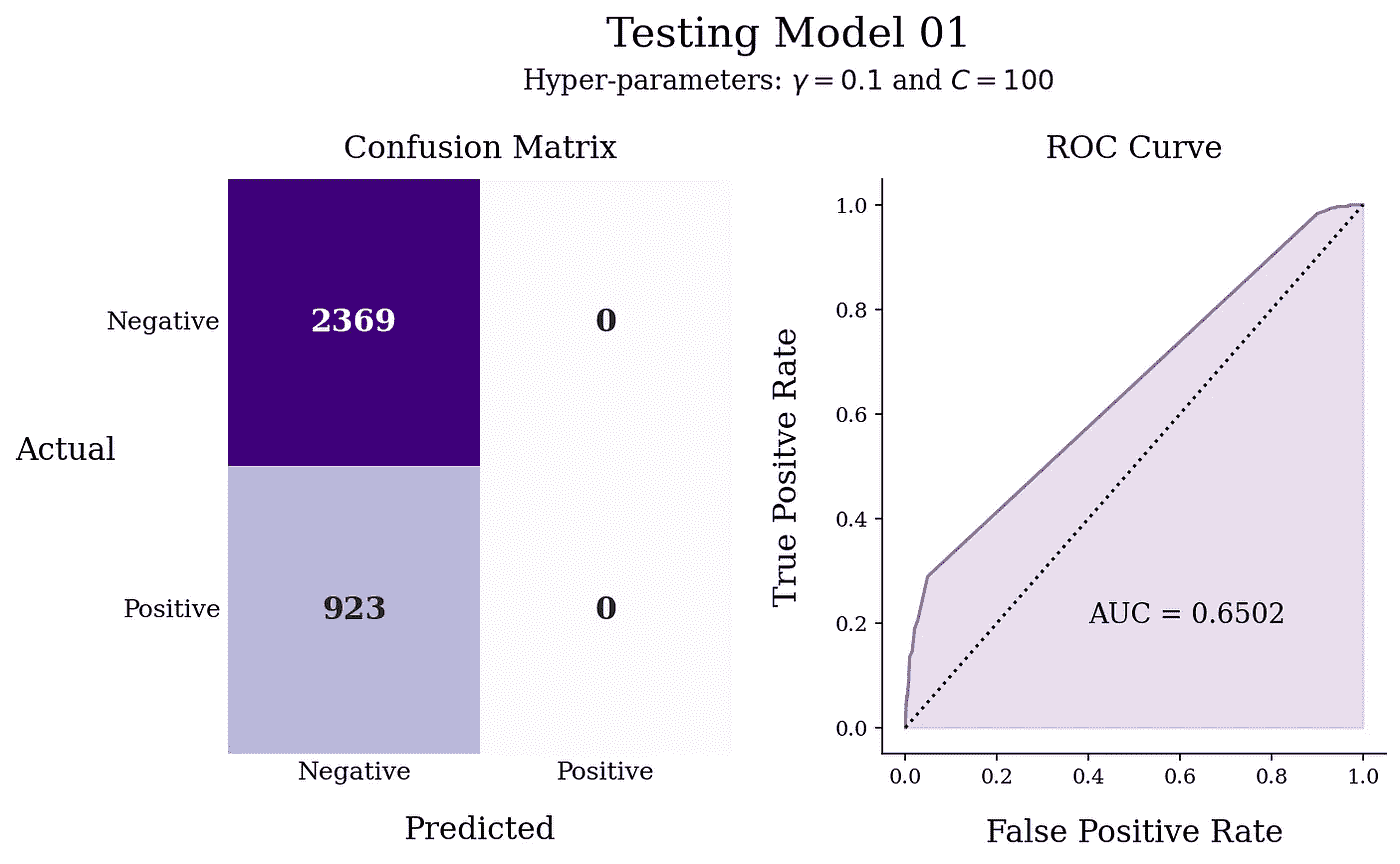 Testing Model 01
Hyper-parameters: γ = 0.1 and C = 100
Confusion Matrix
Negative
2369
0
Actual
Positive
923
0
Negative
Positive
Predicted
ROC Curve
True Positve Rate
1.0
0.8
0.6
0.4
0.2
0.0
AUC = 0.6502
0.0
0.2
0.4
0.6
0.8
1.0
False Positive Rate